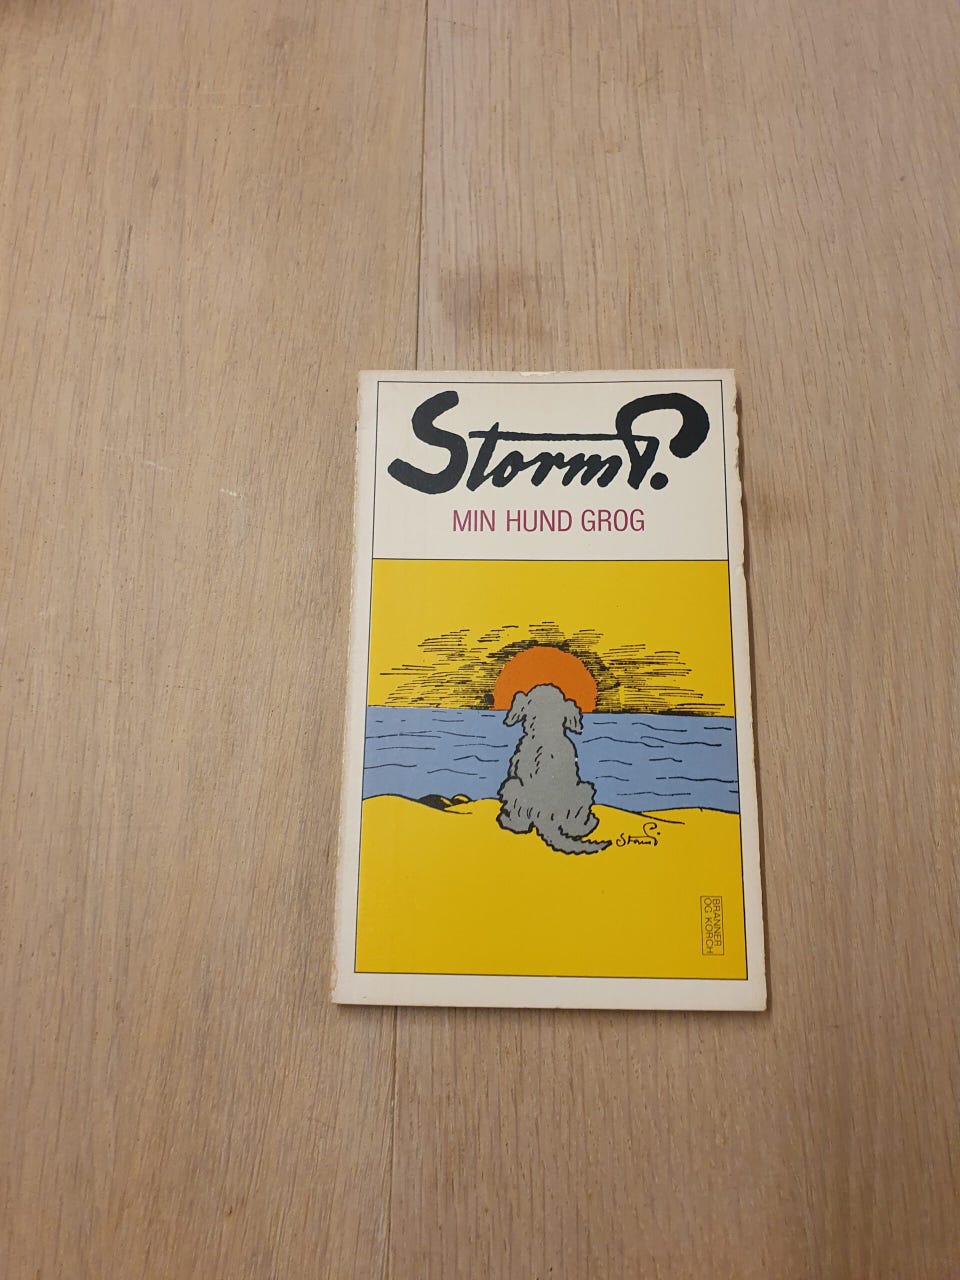 Storm P.
MIN HUND GROG
Storm P.
BRANNER
OG KORCH